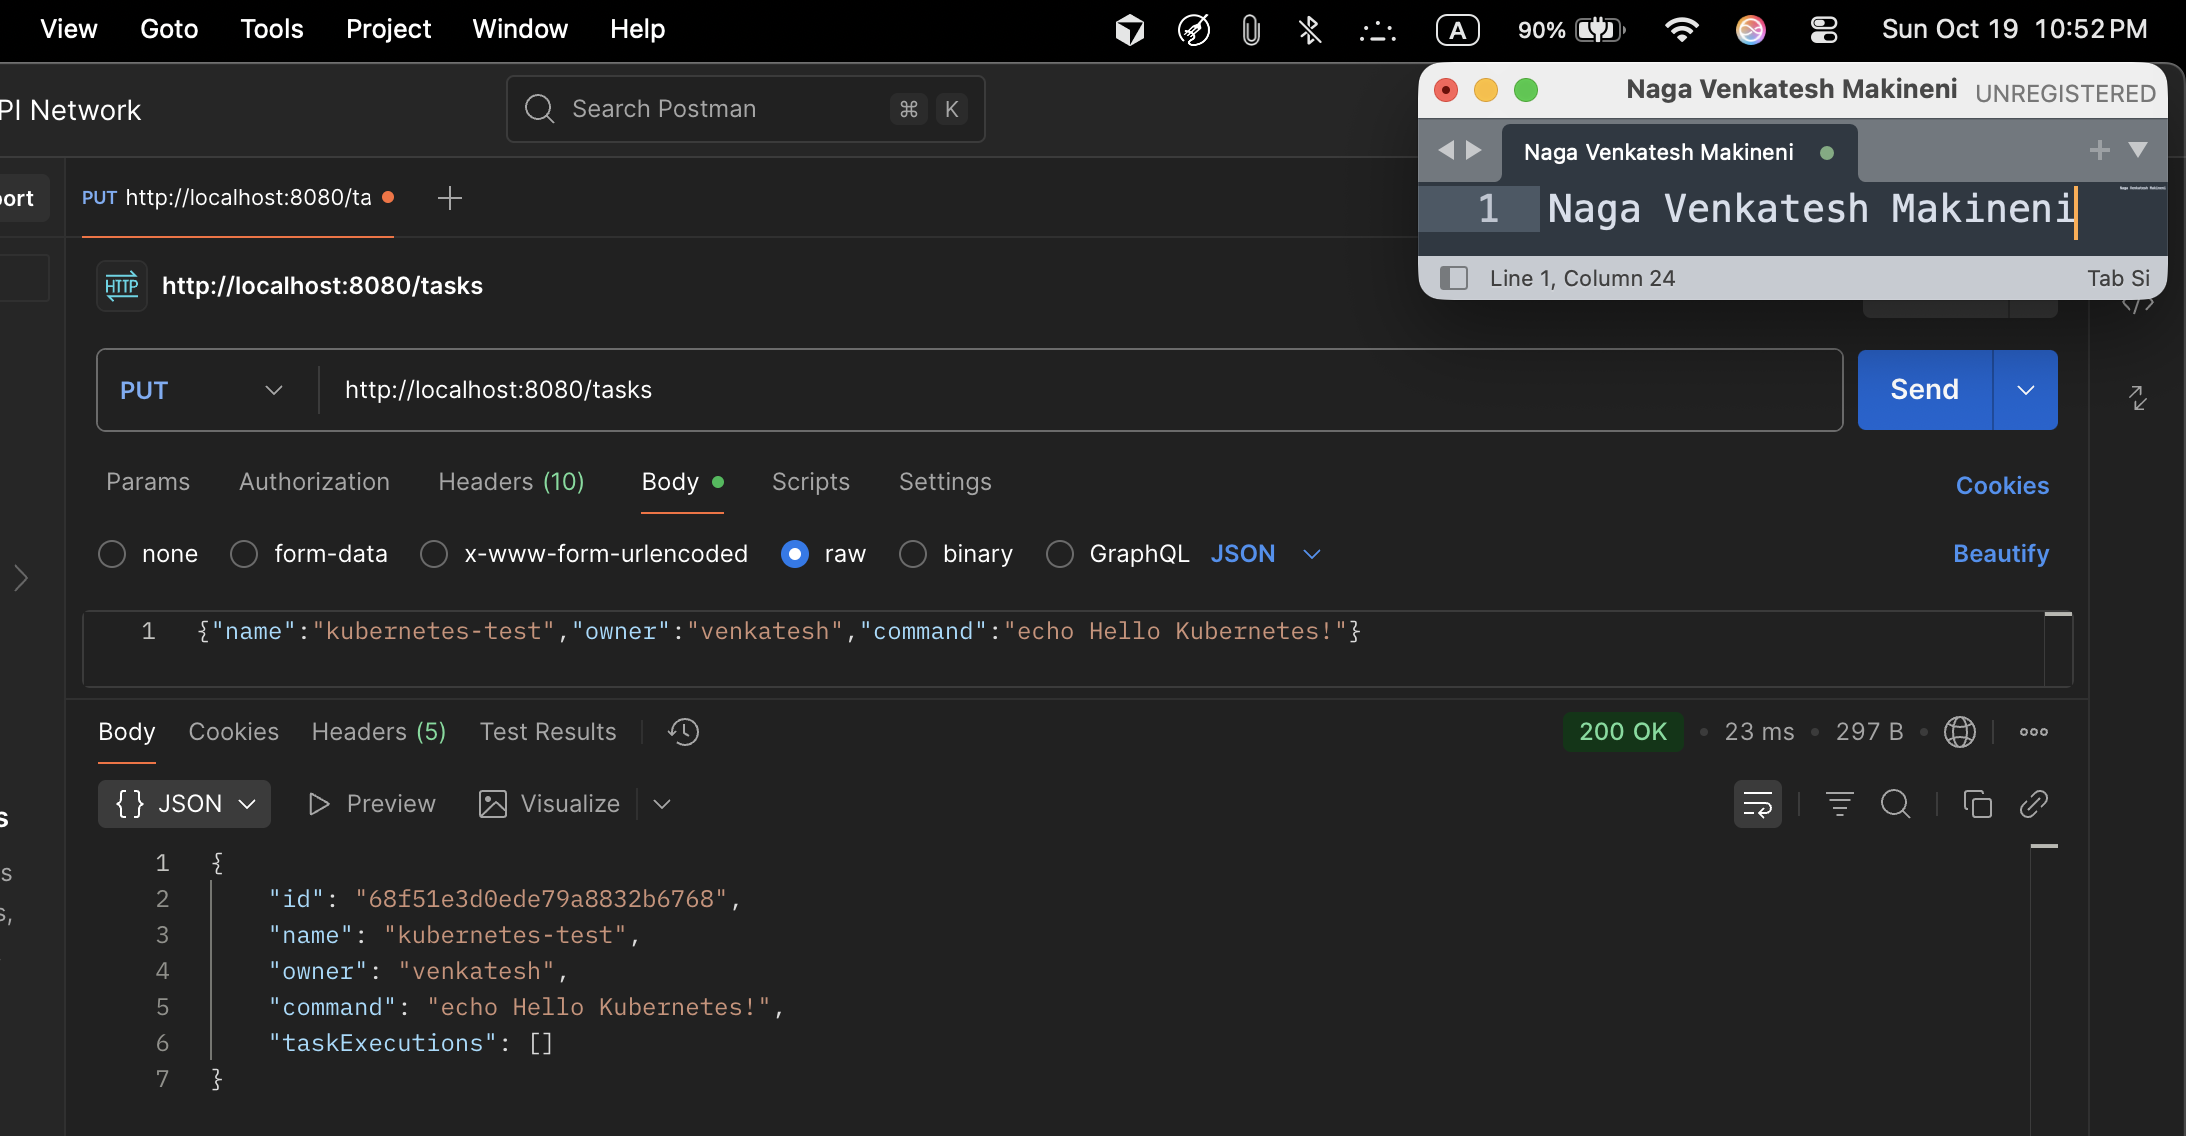 View Goto Tools Project Window Help A 90% Sun Oct 19 10:52 PM
PI Network
Search Postman ⌘ K
Naga Venkatesh Makineni UNREGISTERED
Naga Venkatesh Makineni
1 Naga Venkatesh Makineni
Line 1, Column 24 Tab Si
ort
PUT http://localhost:8080/ta
HTTP http://localhost:8080/tasks
PUT http://localhost:8080/tasks Send
Params Authorization Headers (10) Body Scripts Settings Cookies
none form-data x-www-form-urlencoded raw binary GraphQL JSON Beautify
1 {"name":"kubernetes-test","owner":"venkatesh","command":"echo Hello Kubernetes!"}
Body Cookies Headers (5) Test Results 200 OK • 23 ms • 297 B
{} JSON Preview Visualize
s
s
s,
1 {
2 "id": "68f51e3d0ede79a8832b6768",
3 "name": "kubernetes-test",
4 "owner": "venkatesh",
5 "command": "echo Hello Kubernetes!",
6 "taskExecutions": []
7 }